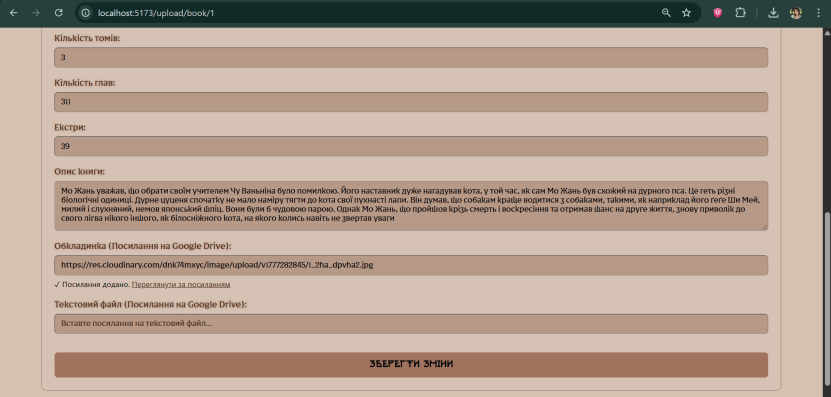 localhost:5173/upload/book/1
Кількість томів:
3
Кількість глав:
311
Екстри:
39
Опис книги:
Мо Жань уважав, що обрати своїм учителем Чу Ваньніна було помилкою. Його наставник дуже нагадував кота, у той час, як сам Мо Жань був схожий на дурного пса. Це геть різні
біологічні одиниці. Дурне цуценя спочатку не мало наміру тягти до кота свої пухнасті лапи. Він думав, що собакам краще водитися з собаками, такими, як наприклад його ґеґе Ши Мей,
милий і слухняний, немов японський шпіц. Вони були б чудовою парою. Однак Мо Жань, що пройшов крізь смерть і воскресіння та отримав шанс на друге життя, знову приволік до
свого лігва нікого іншого, як білосніжного кота, на якого колись навіть не звертав уваги
Обкладинка (Посилання на Google Drive):
https://res.cloudinary.com/dnk74mxyc/image/upload/v1777282845/1_2ha_dpvha2.jpg
✓ Посилання додано. Переглянути за посиланням
Текстовий файл (Посилання на Google Drive):
Вставте посилання на текстовий файл...
ЗБЕРЕГТИ ЗМІНИ